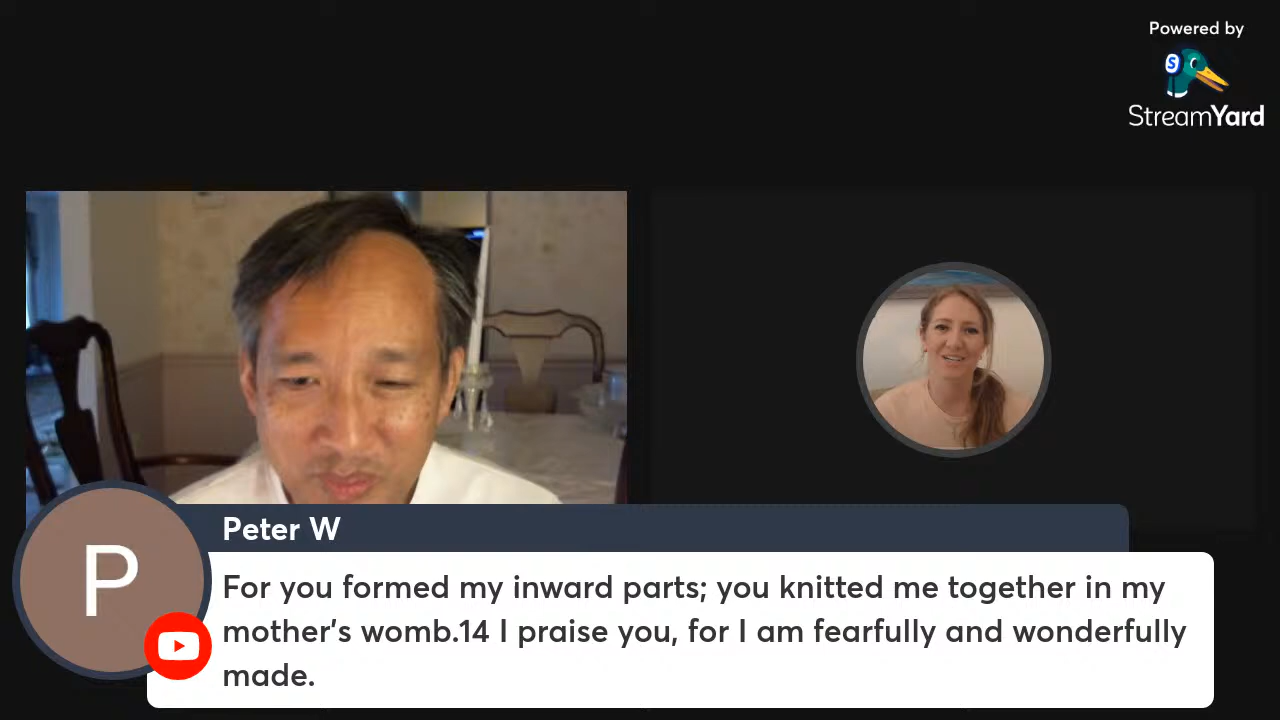 Powered by
S
StreamYard
Peter W
P
For you formed my inward parts; you knitted me together in my
mother's womb.14 I praise you, for I am fearfully and wonderfully
made.